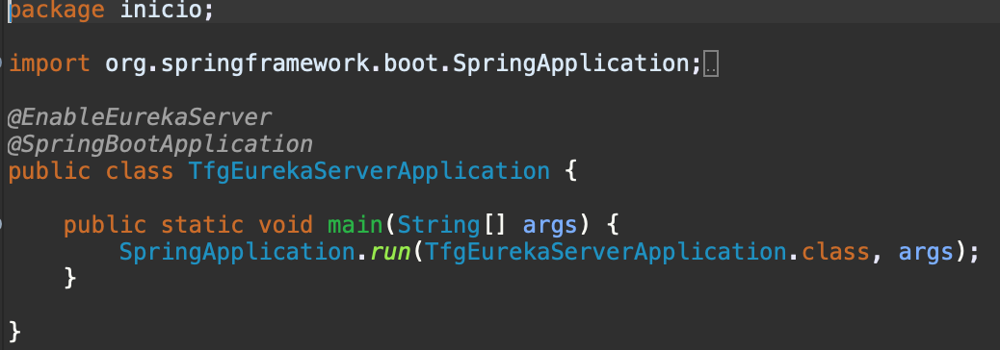 package inicio;
import org.springframework.boot.SpringApplication;..
@EnableEurekaServer
@SpringBootApplication
public class TfgEurekaServerApplication {
public static void main(String[] args) {
SpringApplication.run(TfgEurekaServerApplication.class, args);
}
}